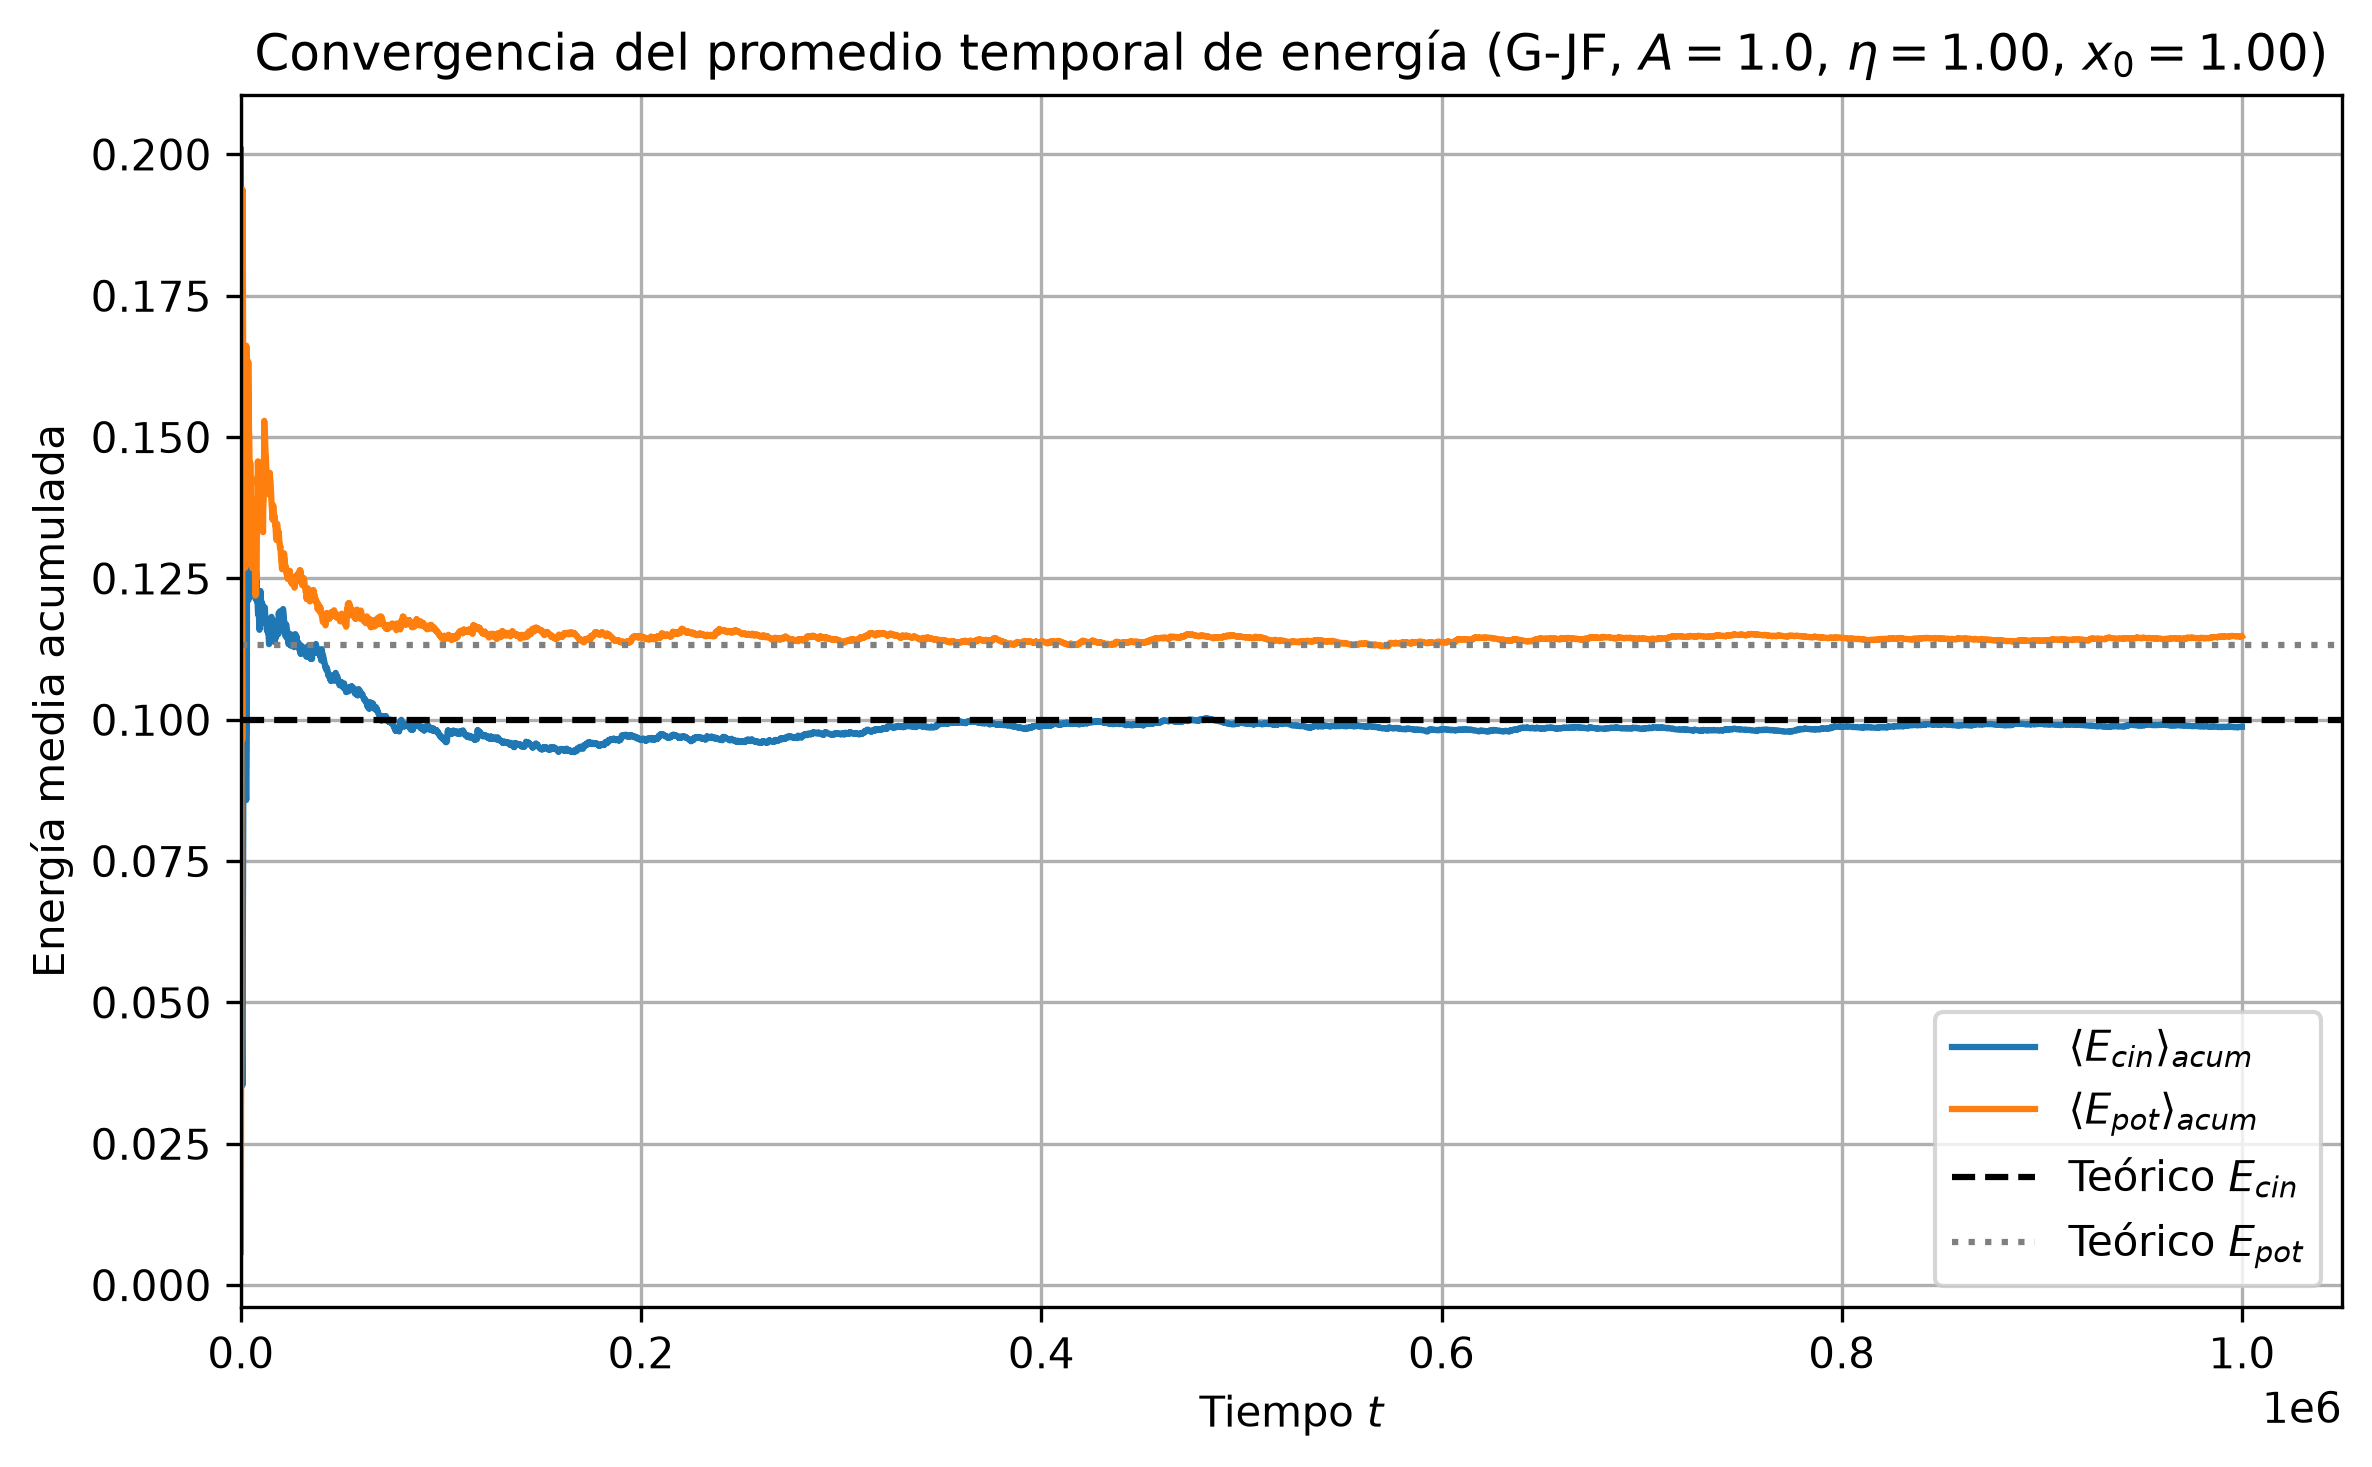 Convergencia del promedio temporal de energía (G-JF, A = 1.0, η = 1.00, x₀ = 1.00)
Energía media acumulada
0.200
0.175
0.150
0.125
0.100
0.075
0.050
0.025
0.000
⟨E_cin⟩_acum
⟨E_pot⟩_acum
Teórico E_cin
Teórico E_pot
0.0 0.2 0.4 0.6 0.8 1.0
1e6
Tiempo t